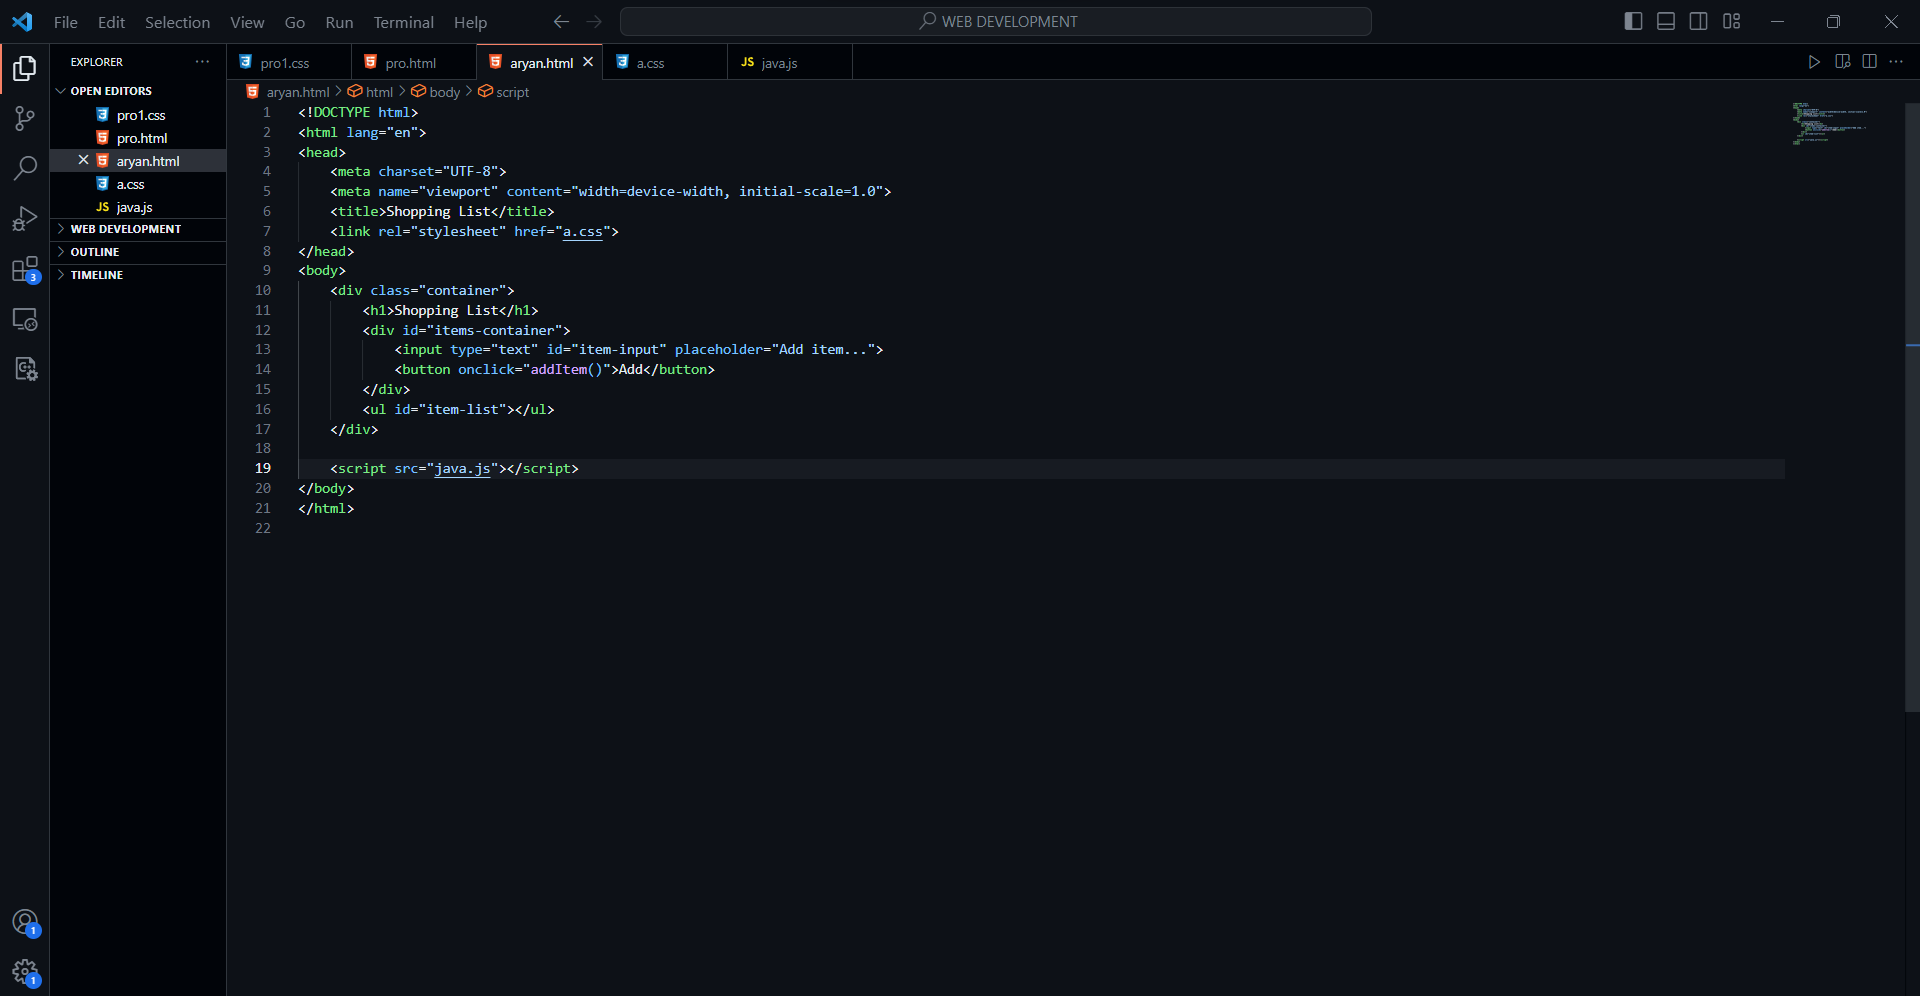 File Edit Selection View Go Run Terminal Help
WEB DEVELOPMENT
EXPLORER
OPEN EDITORS
pro1.css
pro.html
aryan.html
a.css
JS java.js
WEB DEVELOPMENT
OUTLINE
TIMELINE
3
1
1
pro1.css pro.html aryan.html a.css JS java.js
aryan.html > html > body > script
1 <!DOCTYPE html>
2 <html lang="en">
3 <head>
4 <meta charset="UTF-8">
5 <meta name="viewport" content="width=device-width, initial-scale=1.0">
6 <title>Shopping List</title>
7 <link rel="stylesheet" href="a.css">
8 </head>
9 <body>
10 <div class="container">
11 <h1>Shopping List</h1>
12 <div id="items-container">
13 <input type="text" id="item-input" placeholder="Add item...">
14 <button onclick="addItem()">Add</button>
15 </div>
16 <ul id="item-list"></ul>
17 </div>
18
19 <script src="java.js"></script>
20 </body>
21 </html>
22